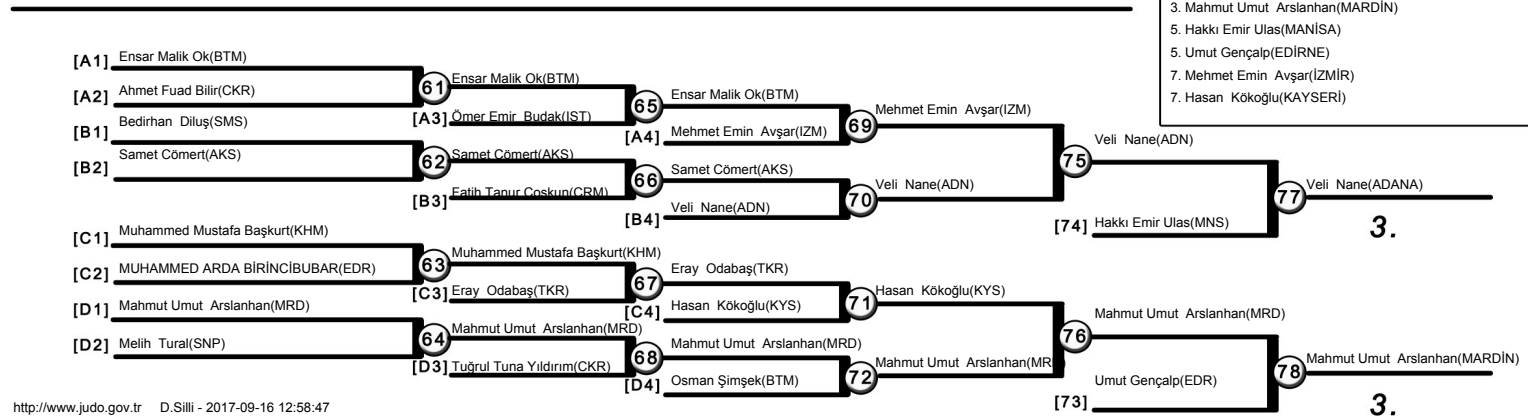 3. Mahmut Umut Arslanhan(MARDİN)
5. Hakkı Emir Ulas(MANİSA)
5. Umut Gençalp(EDİRNE)
7. Mehmet Emin Avşar(İZMİR)
7. Hasan Kökoğlu(KAYSERİ)
[A1] Ensar Malik Ok(BTM)
[A2] Ahmet Fuad Bilir(CKR)
61 Ensar Malik Ok(BTM)
[A3] Ömer Emir Budak(IST)
65 Ensar Malik Ok(BTM)
[A4] Mehmet Emin Avşar(IZM)
69 Mehmet Emin Avşar(IZM)
[B1] Bedirhan Diluş(SMS)
[B2] Samet Cömert(AKS)
62 Samet Cömert(AKS)
[B3] Fatih Tanur Coskun(CRM)
66 Samet Cömert(AKS)
[B4] Veli Nane(ADN)
70 Veli Nane(ADN)
75 Veli Nane(ADN)
[74] Hakkı Emir Ulas(MNS)
77 Veli Nane(ADANA)
3.
[C1] Muhammed Mustafa Başkurt(KHM)
[C2] MUHAMMED ARDA BİRİNCİBUBAR(EDR)
63 Muhammed Mustafa Başkurt(KHM)
[C3] Eray Odabaş(TKR)
67 Eray Odabaş(TKR)
[C4] Hasan Kökoğlu(KYS)
71 Hasan Kökoğlu(KYS)
[D1] Mahmut Umut Arslanhan(MRD)
[D2] Melih Tural(SNP)
64 Mahmut Umut Arslanhan(MRD)
[D3] Tuğrul Tuna Yıldırım(CKR)
68 Mahmut Umut Arslanhan(MRD)
[D4] Osman Şimşek(BTM)
72 Mahmut Umut Arslanhan(MR
76 Mahmut Umut Arslanhan(MRD)
[73] Umut Gençalp(EDR)
78 Mahmut Umut Arslanhan(MARDİN)
3.
http://www.judo.gov.tr D.Silli - 2017-09-16 12:58:47